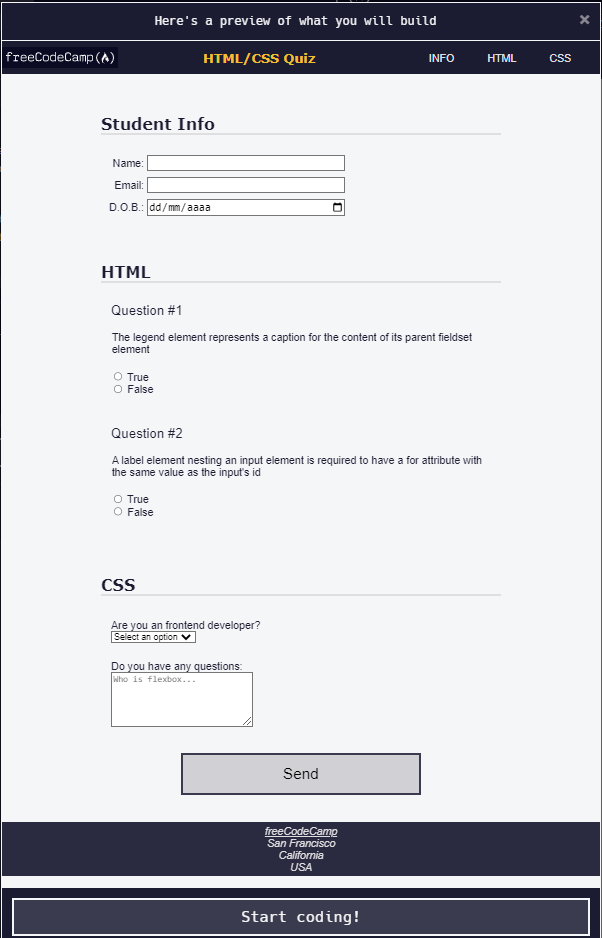 Here's a preview of what you will build
×
freeCodeCamp(🔥)
HTML/CSS Quiz
INFO
HTML
CSS
Student Info
Name:
Email:
D.O.B.: dd/mm/aaaa
HTML
Question #1
The legend element represents a caption for the content of its parent fieldset
element
True
False
Question #2
A label element nesting an input element is required to have a for attribute with
the same value as the input's id
True
False
CSS
Are you an frontend developer?
Select an option
Do you have any questions:
Who is flexbox...
Send
freeCodeCamp
San Francisco
California
USA
Start coding!